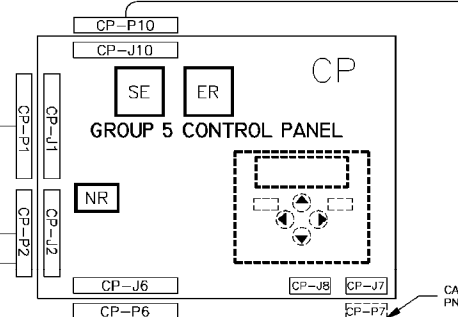 CP-P10
CP-J10
CP
SE
ER
GROUP 5 CONTROL PANEL
CP-P1
CP-J1
NR
CP-P2
CP-J2
CP-J6
CP-J8
CP-J7
CP-P6
CP-P7
CA
PN